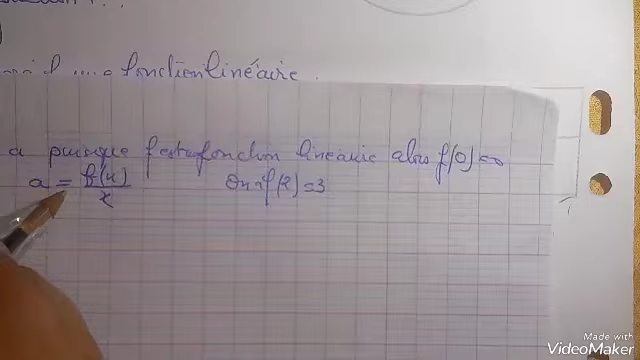 fonction linéaire.
a puisque f est a fonction linéaire alors f(0)=0
a = f(x)/x On a f(2)=3
Made with
VideoMaker